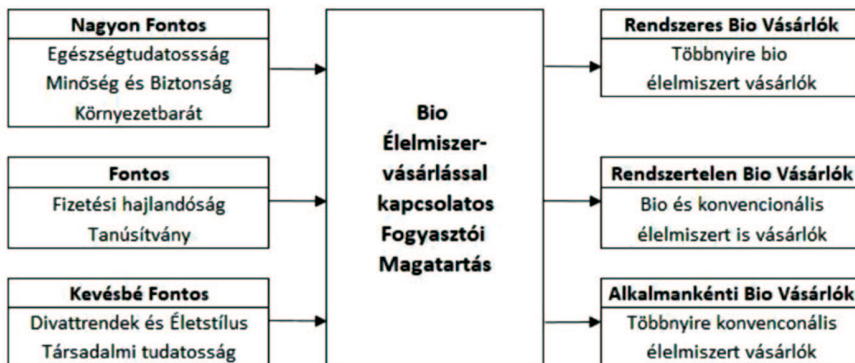 Nagyon Fontos
Egészségtudatossság
Minőség és Biztonság
Környezetbarát
Fontos
Fizetési hajlandóság
Tanúsítvány
Kevésbé Fontos
Divattrendek és Életstílus
Társadalmi tudatosság
Bio
Élelmiszer-
vásárlással
kapcsolatos
Fogyasztói
Magatartás
Rendszeres Bio Vásárlók
Többnyire bio
élelmiszert vásárlók
Rendszertelen Bio Vásárlók
Bio és konvencionális
élelmiszert is vásárlók
Alkalmankénti Bio Vásárlók
Többnyire konvenconális
élelmiszert vásárlók